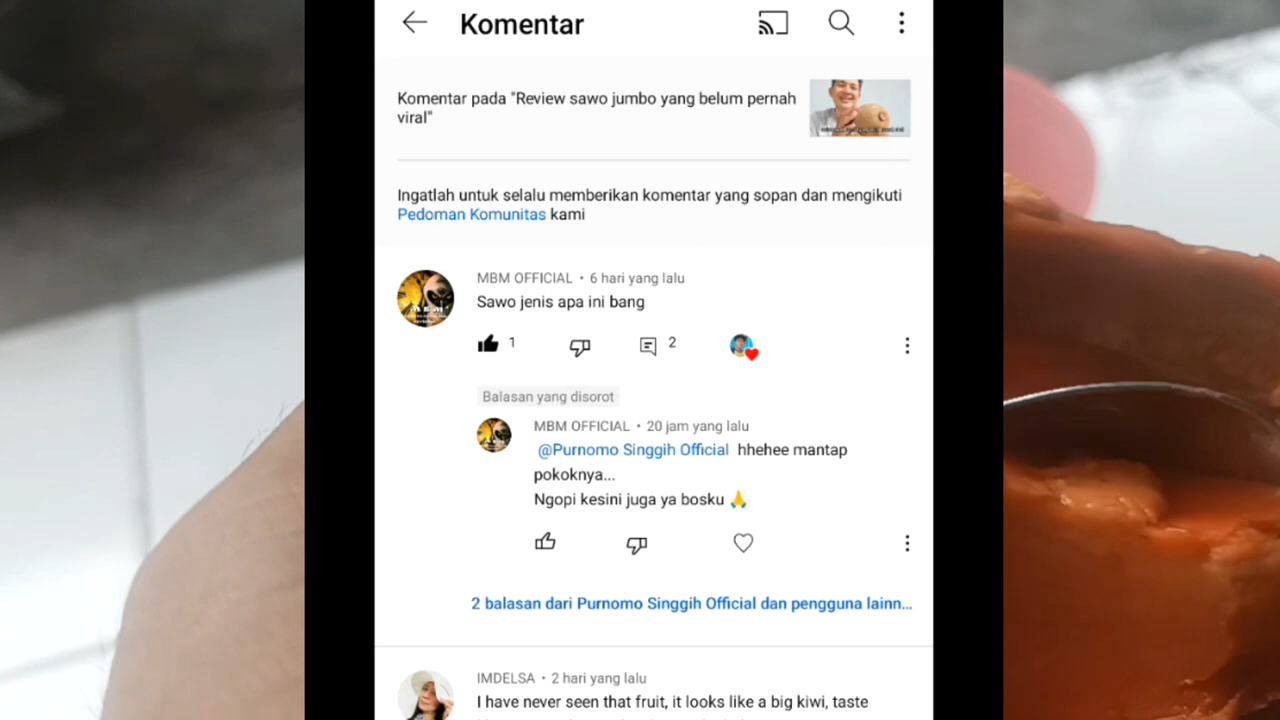 Komentar
Komentar pada "Review sawo jumbo yang belum pernah
viral"
Ingatlah untuk selalu memberikan komentar yang sopan dan mengikuti
Pedoman Komunitas kami
MBM OFFICIAL • 6 hari yang lalu
Sawo jenis apa ini bang
1
2
Balasan yang disorot
MBM OFFICIAL • 20 jam yang lalu
@Purnomo Singgih Official hhehee mantap
pokoknya...
Ngopi kesini juga ya bosku 🙏
2 balasan dari Purnomo Singgih Official dan pengguna lainn...
IMDELSA • 2 hari yang lalu
I have never seen that fruit, it looks like a big kiwi, taste